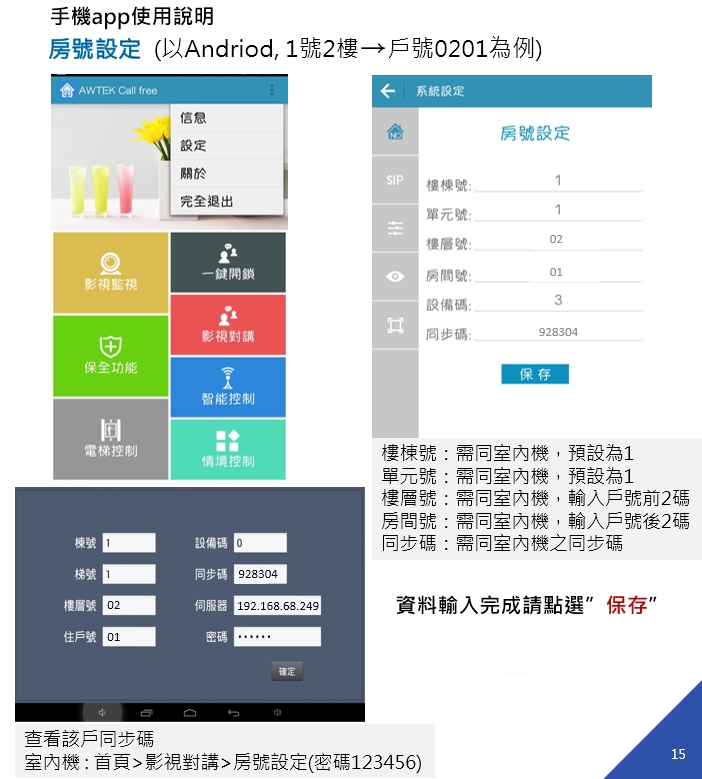 手機app使用說明
房號設定 (以Andriod, 1號2樓→戶號0201為例)
AWTEK Call free
信息
設定
關於
完全退出
影視監視
一鍵開鎖
影視對講
保全功能
智能控制
電梯控制
情境控制
系統設定
NO
房號設定
SIP
樓棟號: 1
單元號: 1
樓層號: 02
房間號: 01
設備碼: 3
同步碼: 928304
保存
樓棟號：需同室內機，預設為1
單元號：需同室內機，預設為1
樓層號：需同室內機，輸入戶號前2碼
房間號：需同室內機，輸入戶號後2碼
同步碼：需同室內機之同步碼
棟號 1 設備碼 0
梯號 1 同步碼 928304
樓層號 02 伺服器 192.168.68.249
住戶號 01 密碼 ······
確定
資料輸入完成請點選”保存”
查看該戶同步碼
室內機 : 首頁>影視對講>房號設定(密碼123456)
15